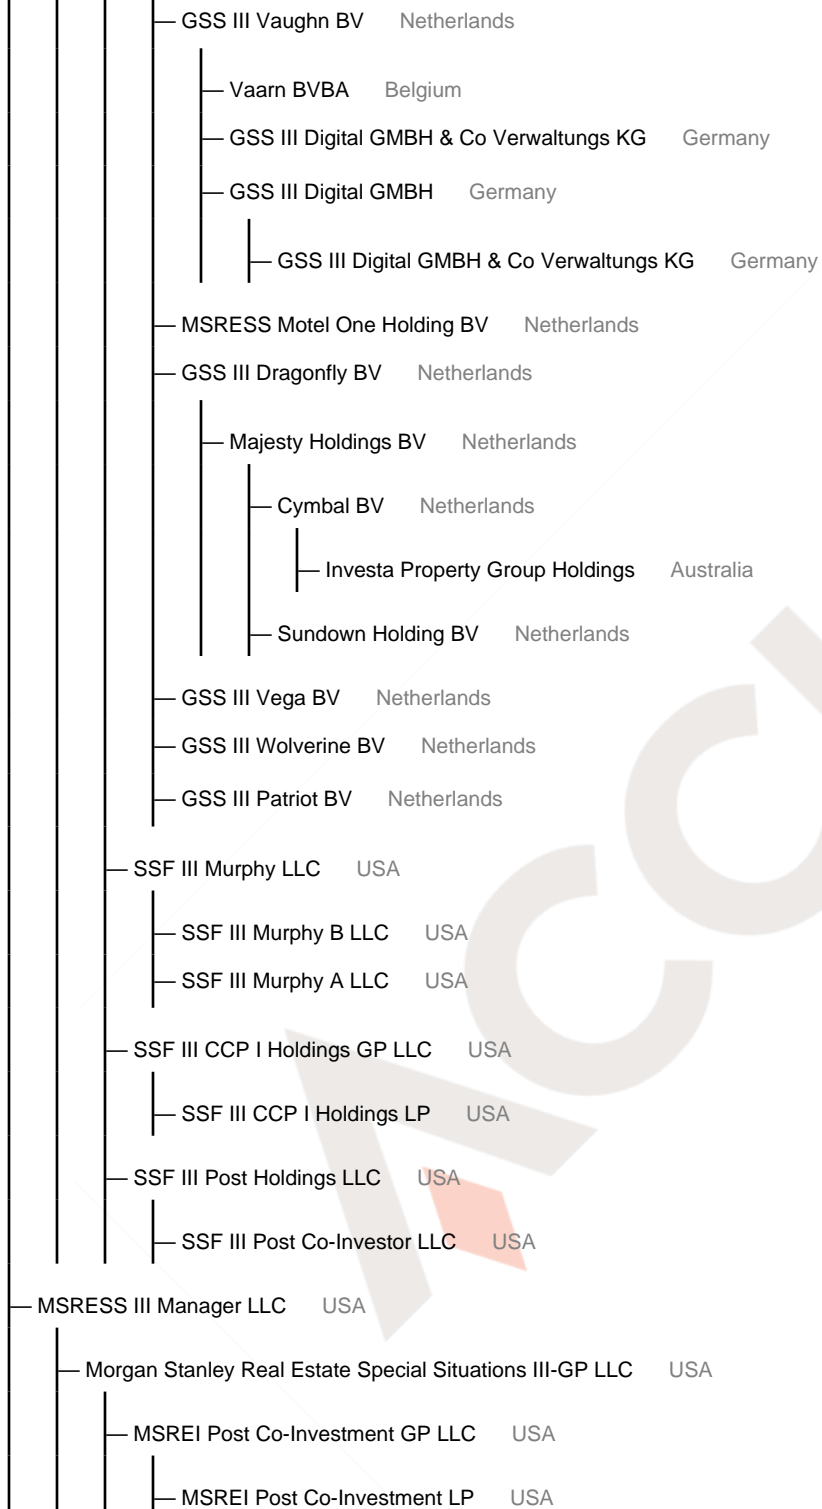 GSS III Vaughn BV Netherlands
Vaarn BVBA Belgium
GSS III Digital GMBH & Co Verwaltungs KG Germany
GSS III Digital GMBH Germany
GSS III Digital GMBH & Co Verwaltungs KG Germany
MSRESS Motel One Holding BV Netherlands
GSS III Dragonfly BV Netherlands
Majesty Holdings BV Netherlands
Cymbal BV Netherlands
Investa Property Group Holdings Australia
Sundown Holding BV Netherlands
GSS III Vega BV Netherlands
GSS III Wolverine BV Netherlands
GSS III Patriot BV Netherlands
SSF III Murphy LLC USA
SSF III Murphy B LLC USA
SSF III Murphy A LLC USA
SSF III CCP I Holdings GP LLC USA
SSF III CCP I Holdings LP USA
SSF III Post Holdings LLC USA
SSF III Post Co-Investor LLC USA
MSRESS III Manager LLC USA
Morgan Stanley Real Estate Special Situations III-GP LLC USA
MSREI Post Co-Investment GP LLC USA
MSREI Post Co-Investment LP USA